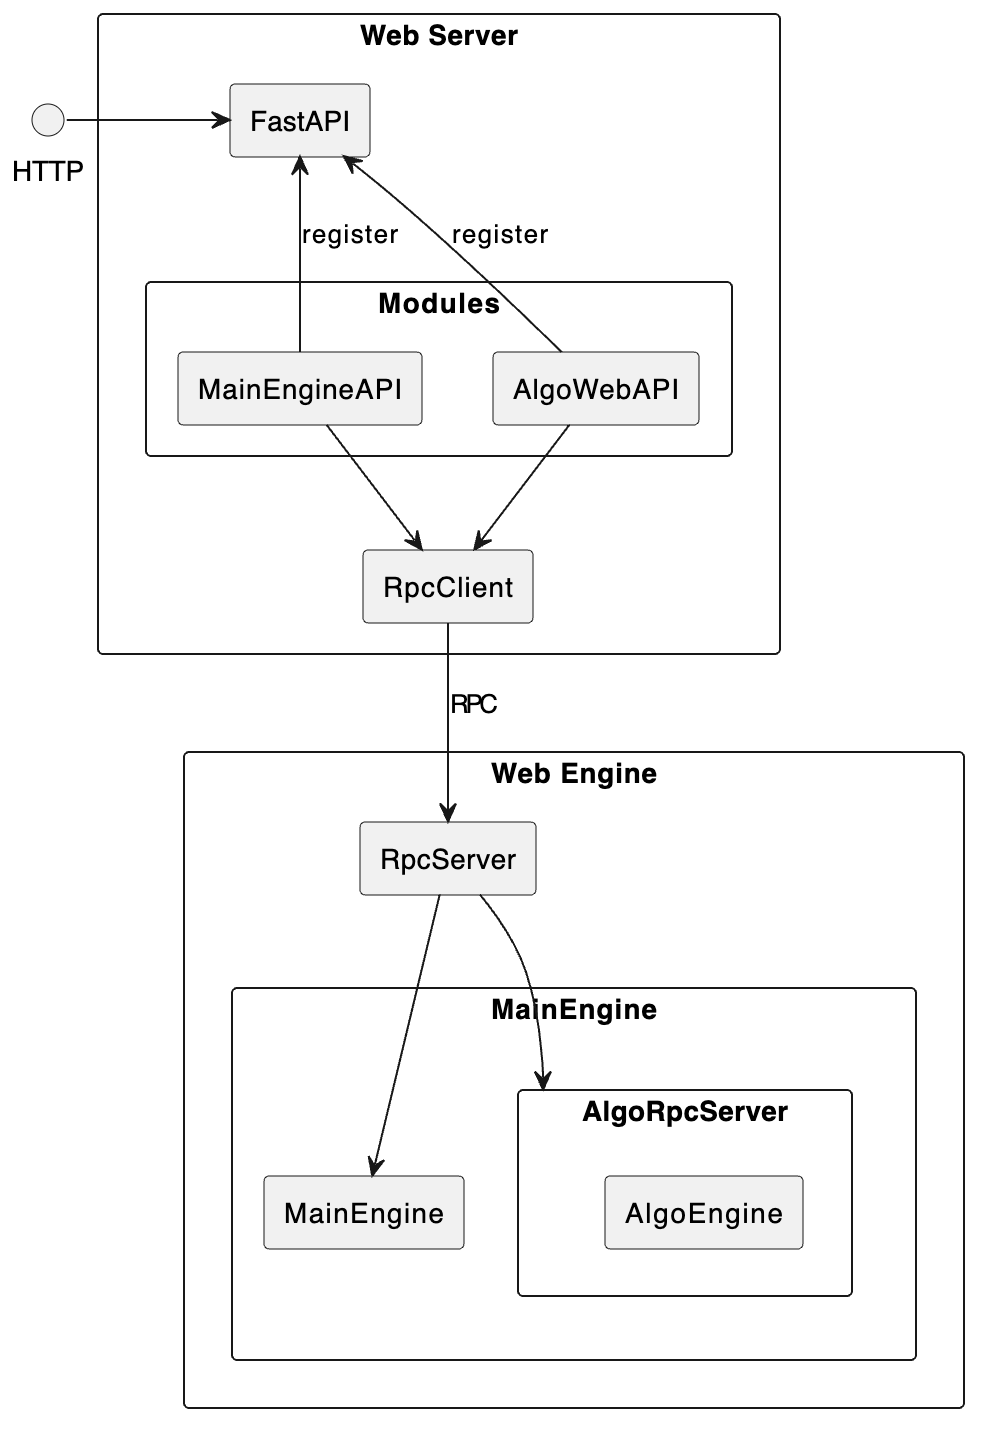 Web Server
FastAPI
HTTP
register
register
Modules
MainEngineAPI
AlgoWebAPI
RpcClient
RPC
Web Engine
RpcServer
MainEngine
AlgoRpcServer
MainEngine
AlgoEngine